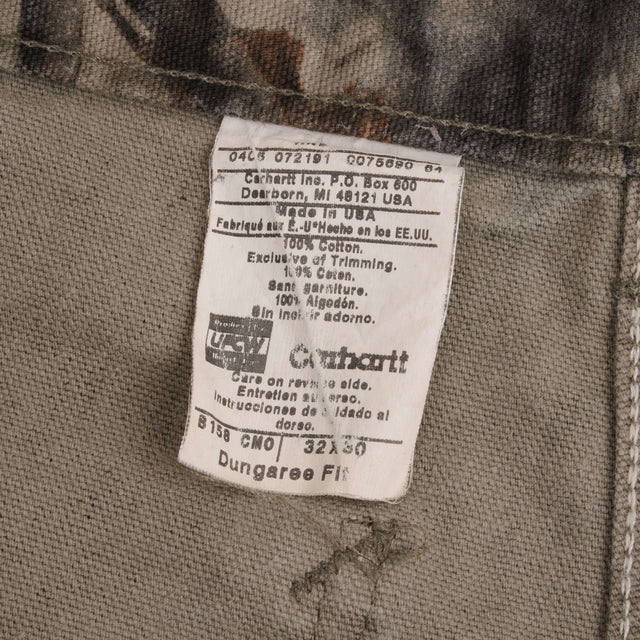 0406 072191 0075690 64
Carhartt Inc. P.O. Box 600
Dearborn, MI 48121 USA
Made in USA
Fabriqué aux É.-U*Hecho en los EE.UU.
100% Cotton.
Exclusive of Trimming.
100% Coton.
Sans garniture.
100% Algodón.
Sin incluir adorno.
UFCW
Carhartt
Care on reverse side.
Entretien au verso.
Instrucciones de cuidado al
dorso.
B158 CMO 32X30
Dungaree Fit